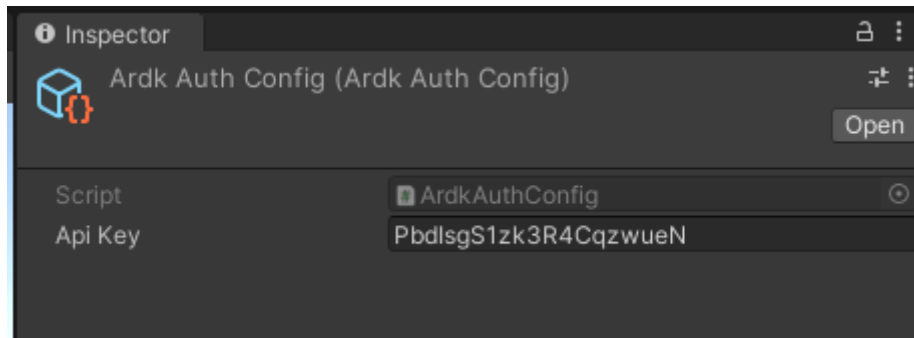 Inspector
Ardk Auth Config (Ardk Auth Config)
Open
Script ArdkAuthConfig
Api Key PbdlsgS1zk3R4CqzwueN